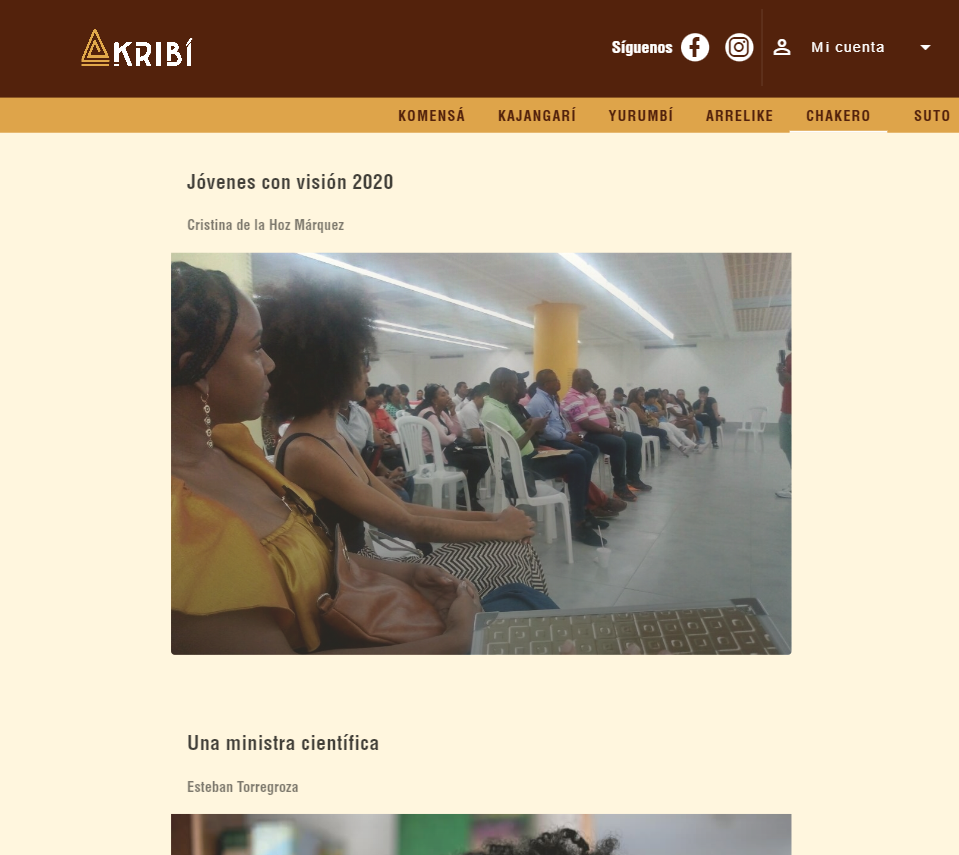 AKRIBÍ
Síguenos
Mi cuenta
KOMENSÁ KAJANGARÍ YURUMBÍ ARRELIKE CHAKERO SUTO
Jóvenes con visión 2020
Cristina de la Hoz Márquez
Una ministra científica
Esteban Torregroza